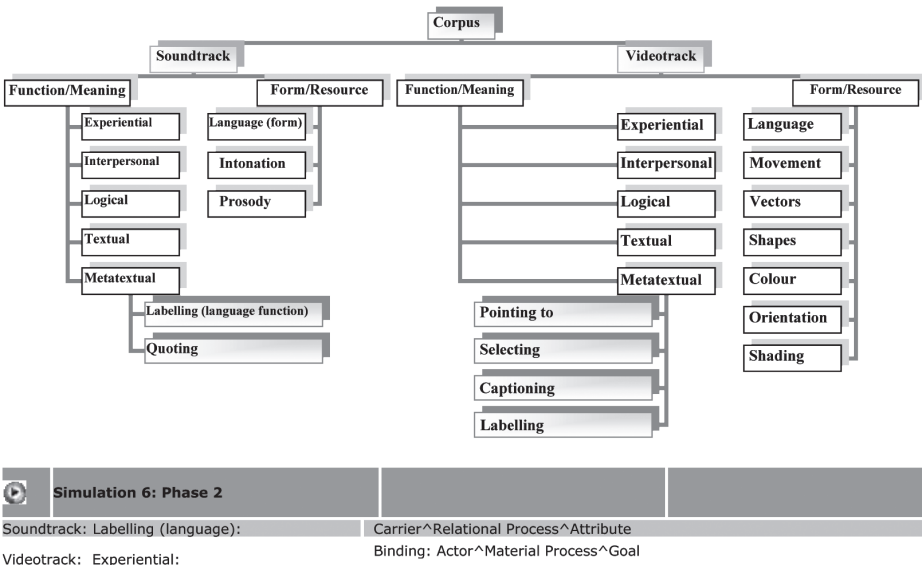 Corpus
Soundtrack
Videotrack
Function/Meaning
Form/Resource
Function/Meaning
Form/Resource
Experiential
Interpersonal
Logical
Textual
Metatextual
Labelling (language function)
Quoting
Language (form)
Intonation
Prosody
Experiential
Interpersonal
Logical
Textual
Metatextual
Pointing to
Selecting
Captioning
Labelling
Language
Movement
Vectors
Shapes
Colour
Orientation
Shading
Simulation 6: Phase 2
Soundtrack: Labelling (language): Carrier^Relational Process^Attribute
Videotrack: Experiential: Binding: Actor^Material Process^Goal